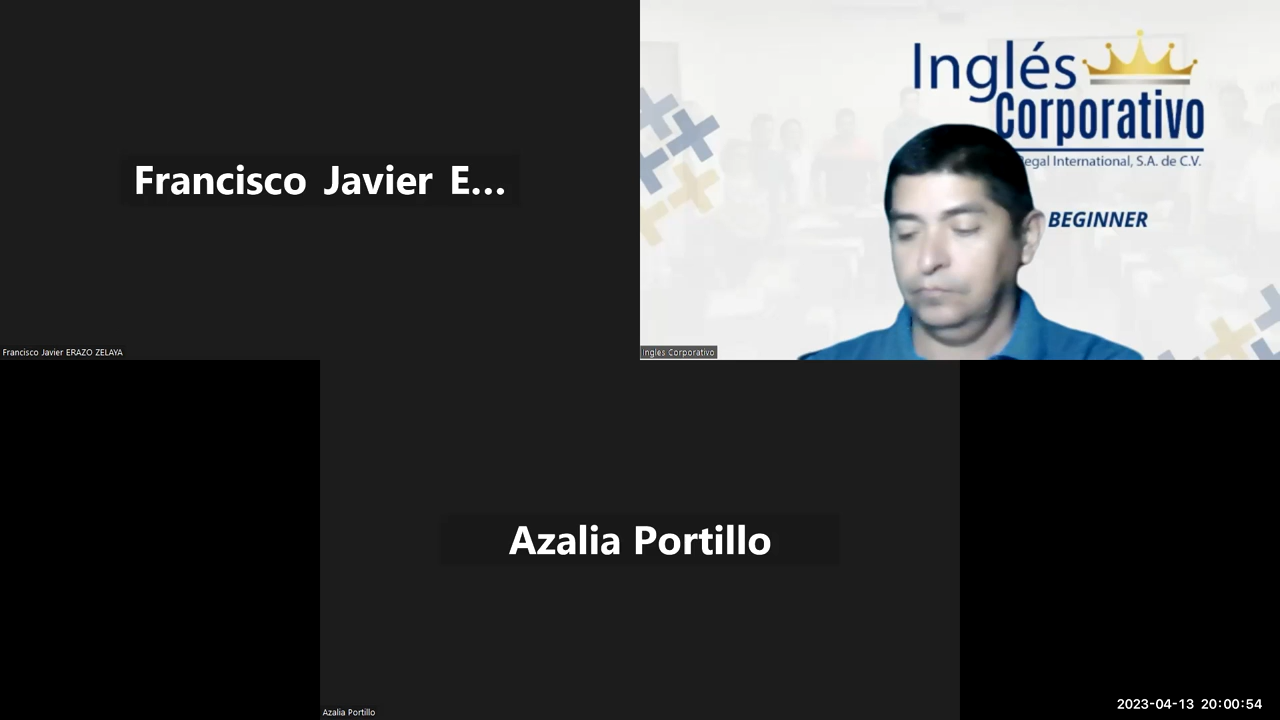 Francisco Javier E...
Francisco Javier ERAZO ZELAYA
Inglés
Corporativo
legal International, S.A. de C.V.
BEGINNER
Ingles Corporativo
Azalia Portillo
Azalia Portillo
2023-04-13 20:00:54